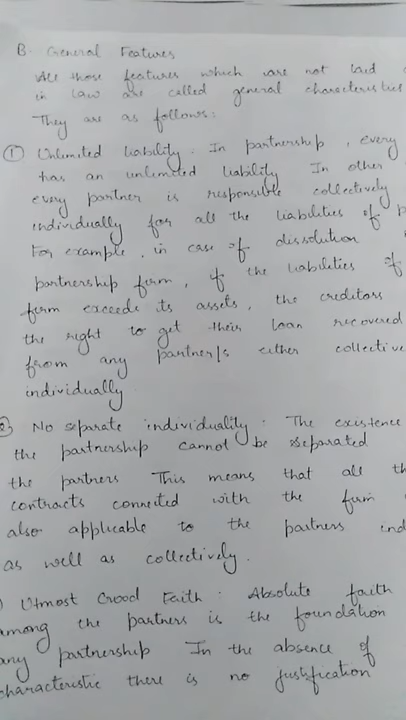 B. General Features
All those features which are not laid
in law are called general characteristics
They are as follows:
① Unlimited liability. In partnership, every
has an unlimited liability In other
every partner is responsible collectively
individually for all the liabilities of p
For example, in case of dissolution
partnership firm, if the liabilities of
firm exceeds its assets, the creditors
the right to get their loan recovered
from any partner/s either collective
individually
② No separate individuality. The existence
the partnership cannot be separated
the partners This means that all th
contracts connected with the firm
also applicable to the partners ind
as well as collectively.
) Utmost Good Faith: Absolute faith
among the partners is the foundation
any partnership In the absence of
characteristic there is no justification